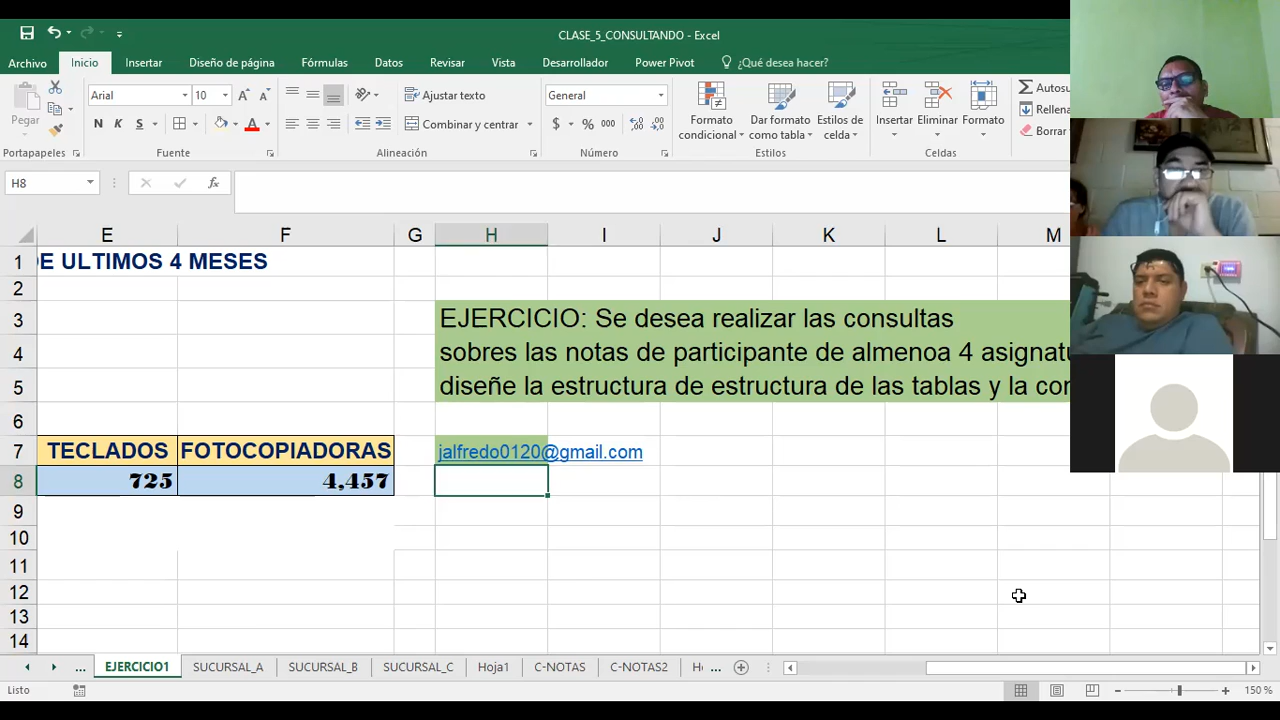 CLASE_5_CONSULTANDO - Excel
Archivo Inicio Insertar Diseño de página Fórmulas Datos Revisar Vista Desarrollador Power Pivot ¿Qué desea hacer?
Pegar
Arial 10
N K S
Ajustar texto
Combinar y centrar
General
$ % 000
Formato condicional
Dar formato como tabla
Estilos de celda
Insertar
Eliminar
Formato
Autosu
Rellena
Borrar
Portapapeles Fuente Alineación Número Estilos Celdas
H8
fx
E F G H I J K L M
1 DE ULTIMOS 4 MESES
2
3 EJERCICIO: Se desea realizar las consultas
4 sobres las notas de participante de almenoa 4 asignatu
5 diseñe la estructura de estructura de las tablas y la con
6
7 TECLADOS FOTOCOPIADORAS jalfredo0120@gmail.com
8 725 4,457
9
10
11
12
13
14
... EJERCICIO1 SUCURSAL_A SUCURSAL_B SUCURSAL_C Hoja1 C-NOTAS C-NOTAS2 ...
Listo 150 %